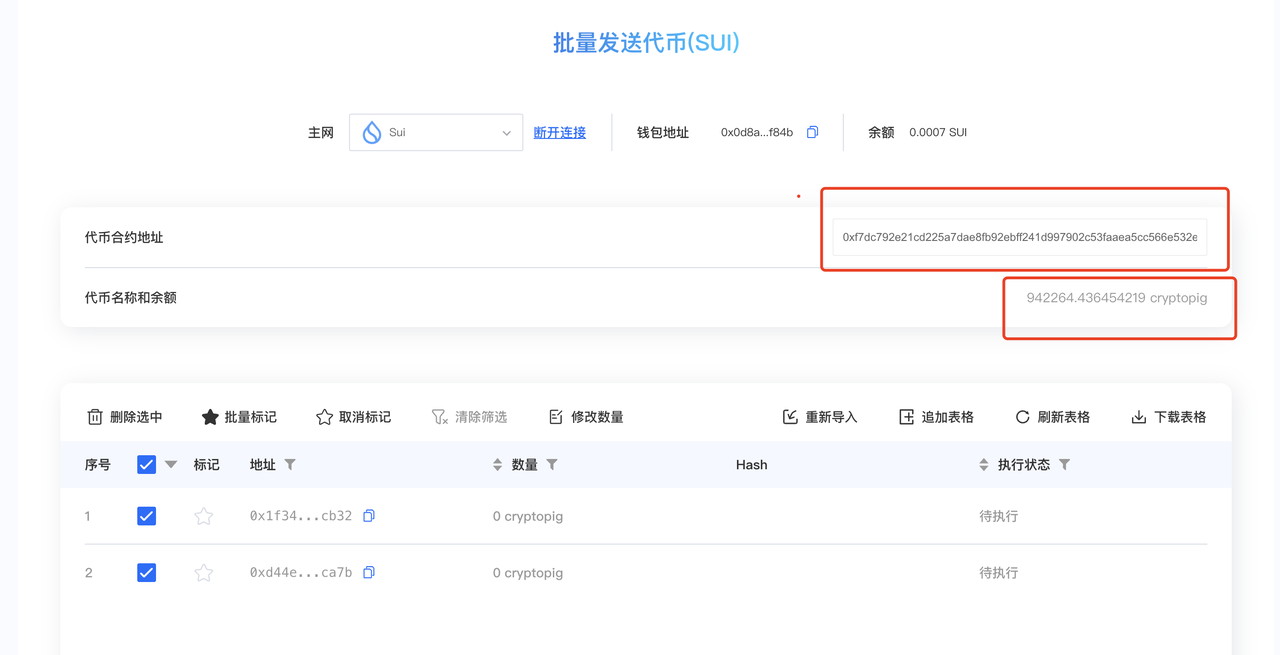 批量发送代币(SUI)
主网 Sui 断开连接 钱包地址 0x0d8a...f84b 余额 0.0007 SUI
代币合约地址 0xf7dc792e21cd225a7dae8fb92ebff241d997902c53faaea5cc566e532e
代币名称和余额 942264.436454219 cryptopig
删除选中 批量标记 取消标记 清除筛选 修改数量 重新导入 追加表格 刷新表格 下载表格
序号 标记 地址 数量 Hash 执行状态
1 0x1f34...cb32 0 cryptopig 待执行
2 0xd44e...ca7b 0 cryptopig 待执行